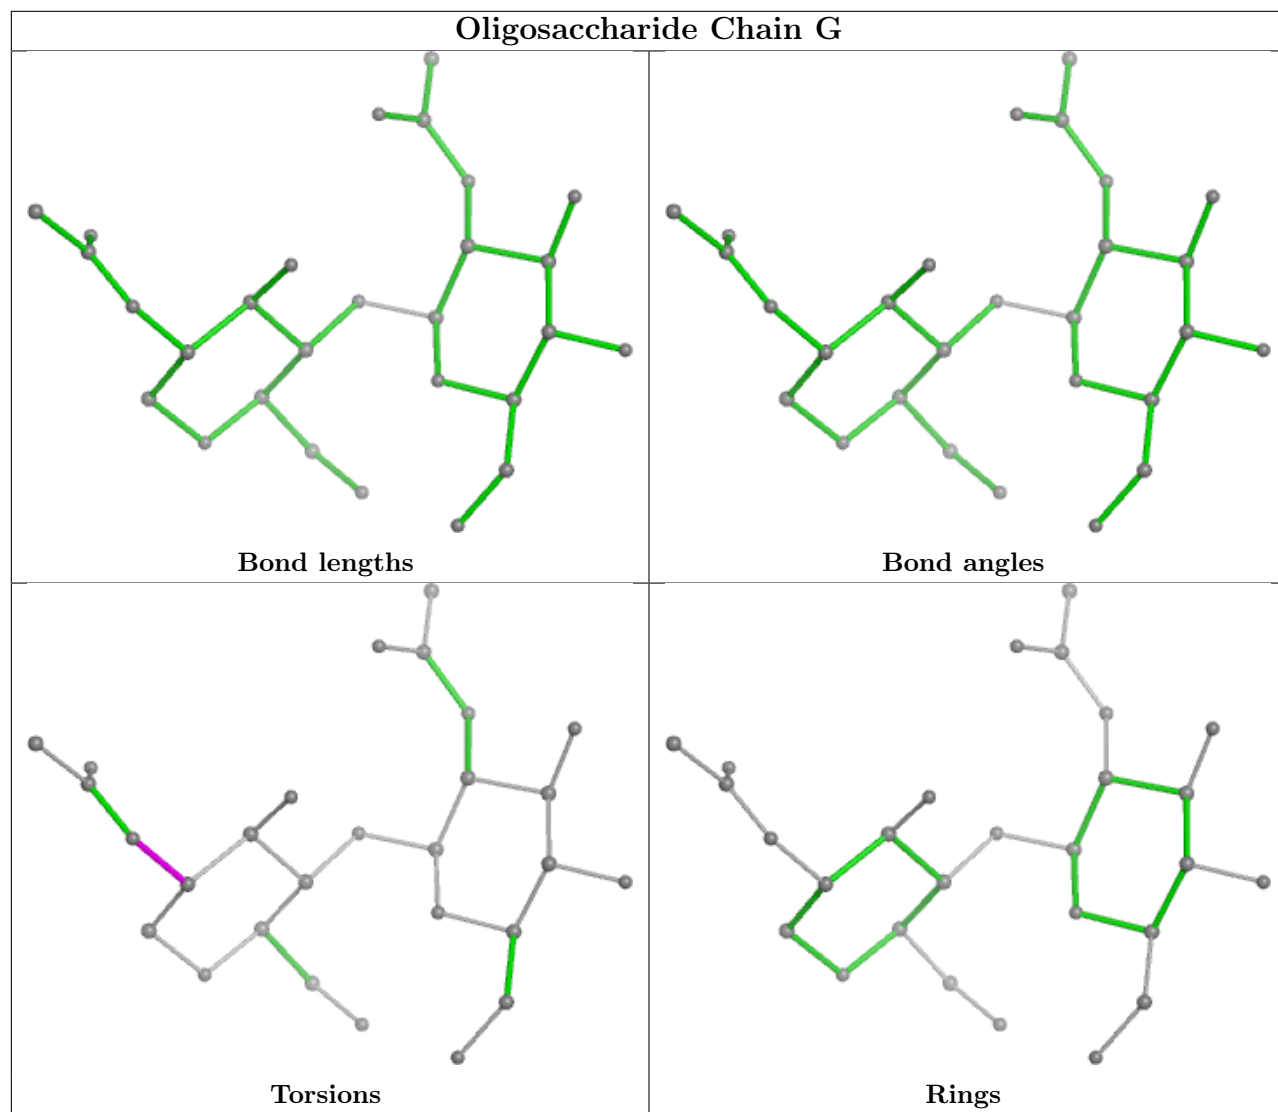 Oligosaccharide Chain G
Bond lengths
Bond angles
Torsions
Rings